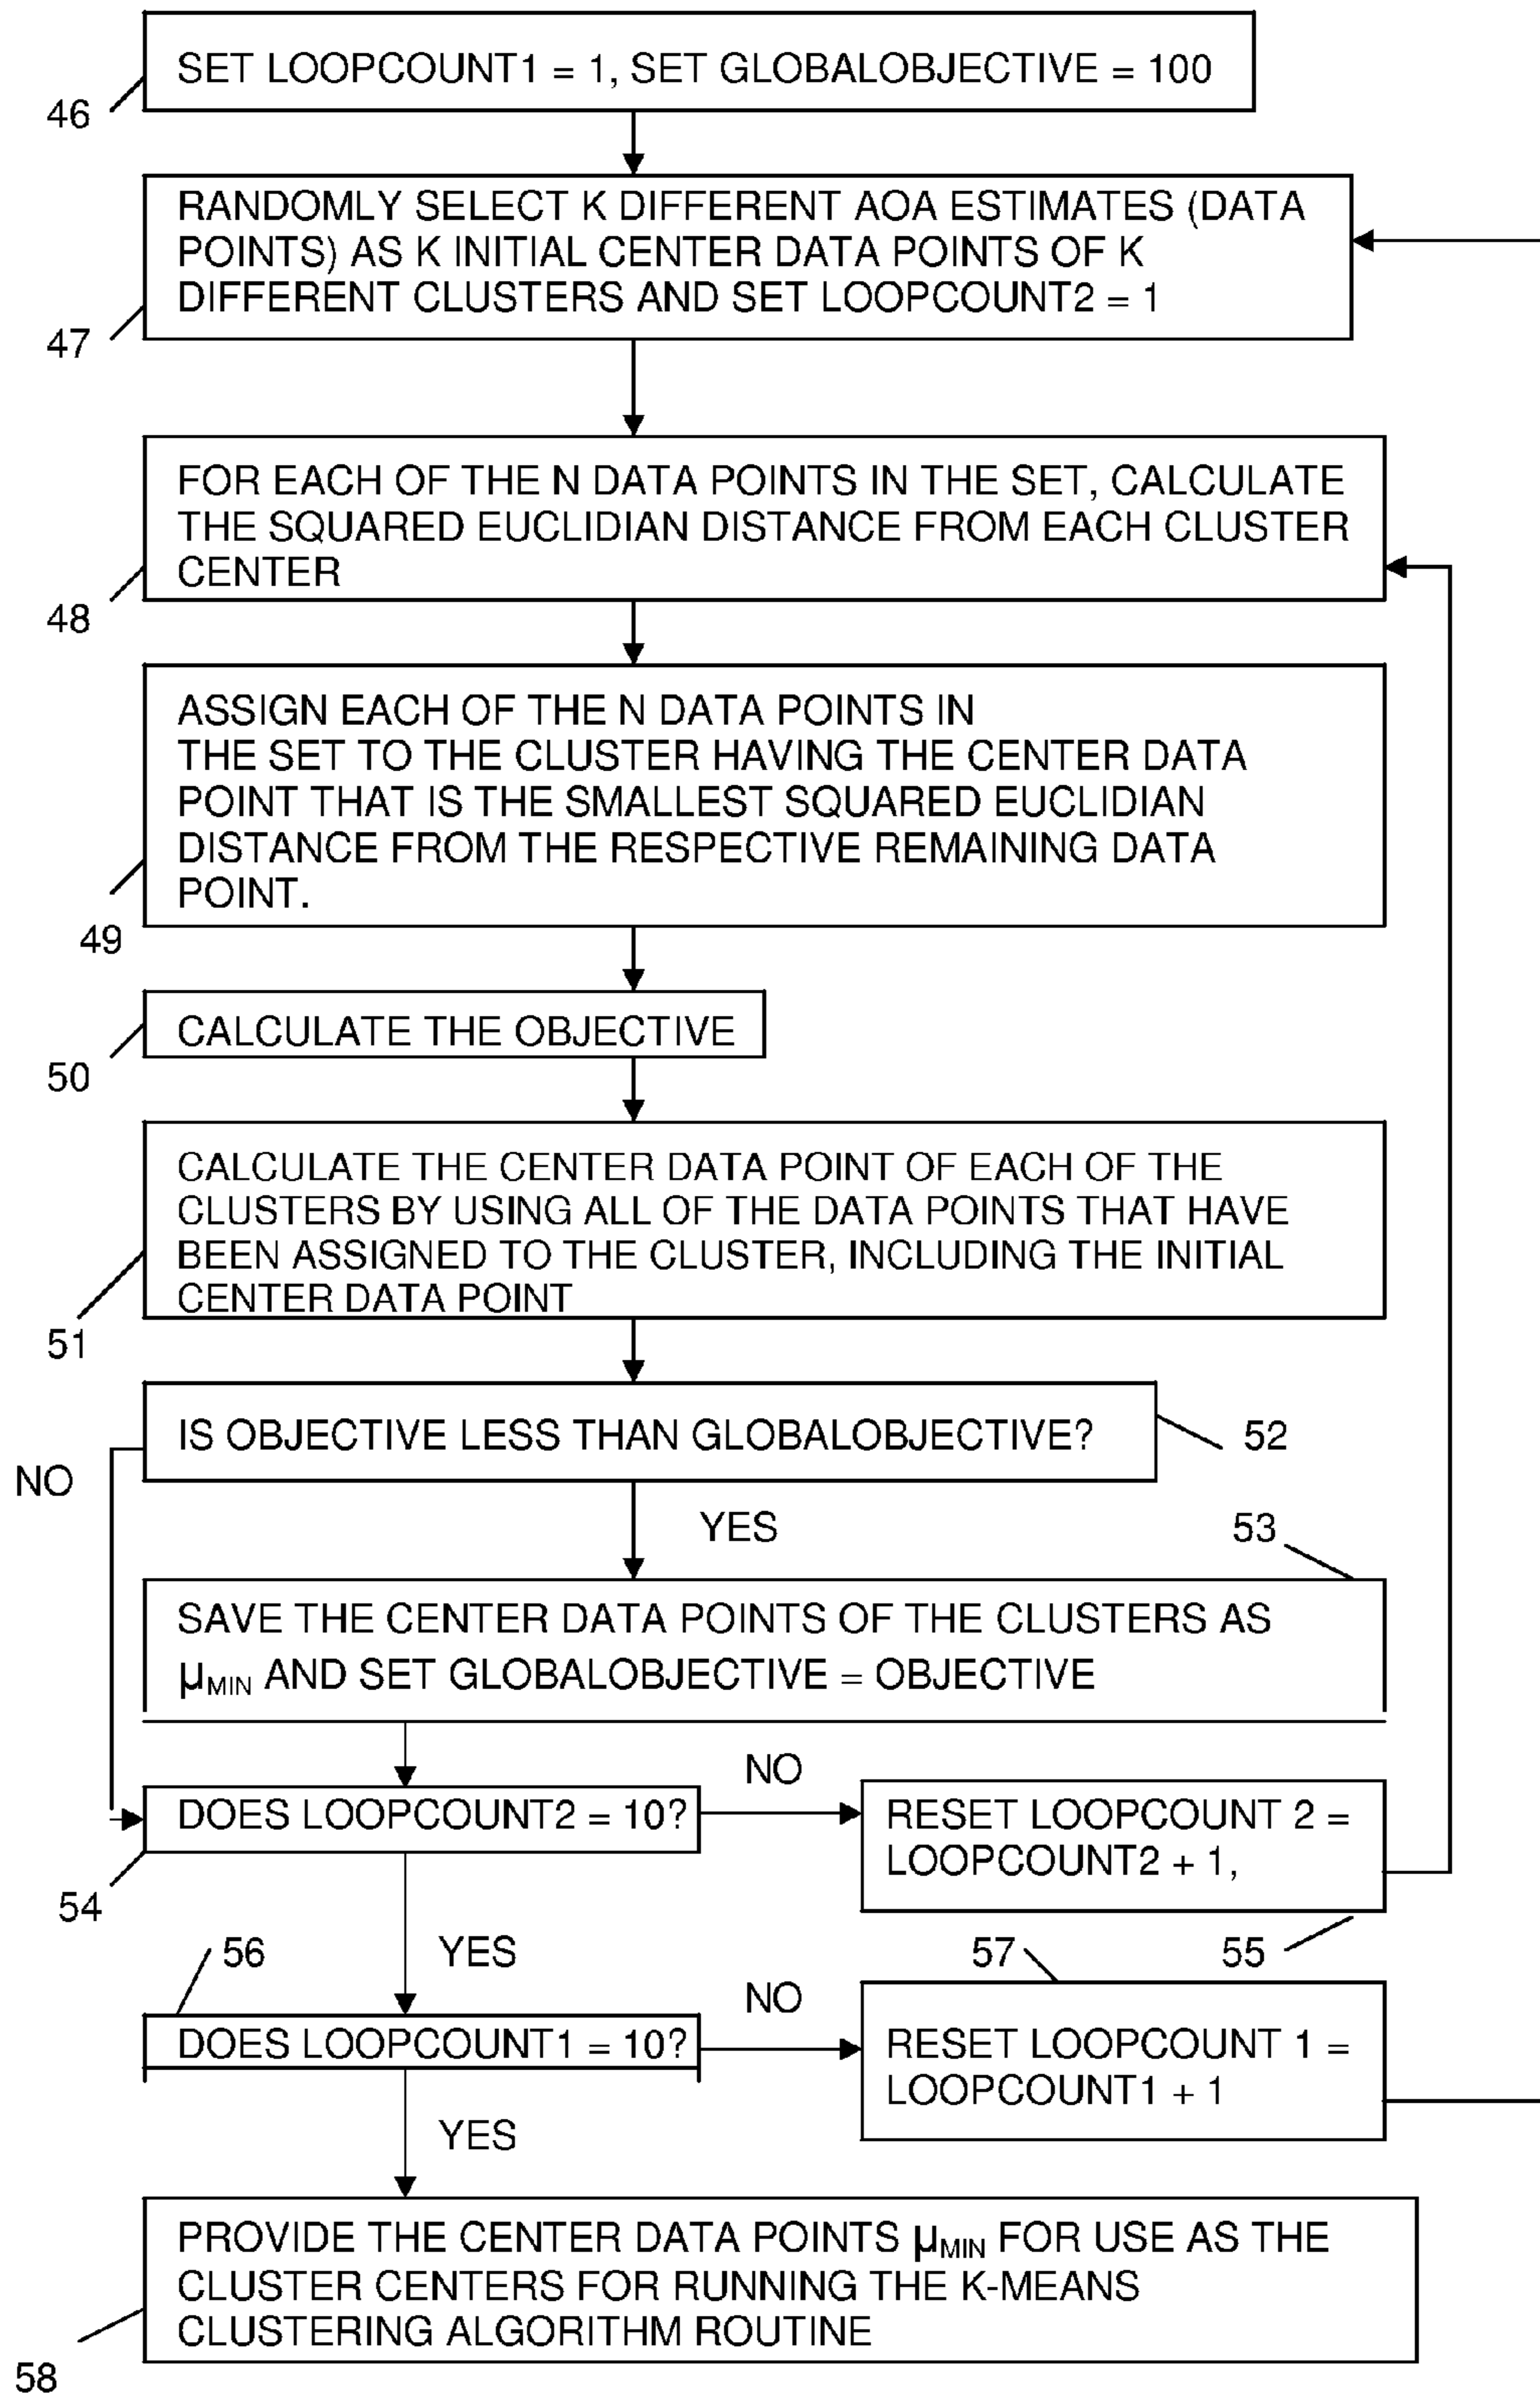 SET LOOPCOUNT1 = 1, SET GLOBALOBJECTIVE = 100
46
RANDOMLY SELECT K DIFFERENT AOA ESTIMATES (DATA
POINTS) AS K INITIAL CENTER DATA POINTS OF K
DIFFERENT CLUSTERS AND SET LOOPCOUNT2 = 1
47
FOR EACH OF THE N DATA POINTS IN THE SET, CALCULATE
THE SQUARED EUCLIDIAN DISTANCE FROM EACH CLUSTER
CENTER
48
ASSIGN EACH OF THE N DATA POINTS IN
THE SET TO THE CLUSTER HAVING THE CENTER DATA
POINT THAT IS THE SMALLEST SQUARED EUCLIDIAN
DISTANCE FROM THE RESPECTIVE REMAINING DATA
POINT.
49
CALCULATE THE OBJECTIVE
50
CALCULATE THE CENTER DATA POINT OF EACH OF THE
CLUSTERS BY USING ALL OF THE DATA POINTS THAT HAVE
BEEN ASSIGNED TO THE CLUSTER, INCLUDING THE INITIAL
CENTER DATA POINT
51
IS OBJECTIVE LESS THAN GLOBALOBJECTIVE?
52
NO
YES
53
SAVE THE CENTER DATA POINTS OF THE CLUSTERS AS
μMIN AND SET GLOBALOBJECTIVE = OBJECTIVE
NO
DOES LOOPCOUNT2 = 10?
RESET LOOPCOUNT 2 =
LOOPCOUNT2 + 1,
54
YES
55
56
57
NO
DOES LOOPCOUNT1 = 10?
RESET LOOPCOUNT 1 =
LOOPCOUNT1 + 1
YES
PROVIDE THE CENTER DATA POINTS μMIN FOR USE AS THE
CLUSTER CENTERS FOR RUNNING THE K-MEANS
CLUSTERING ALGORITHM ROUTINE
58